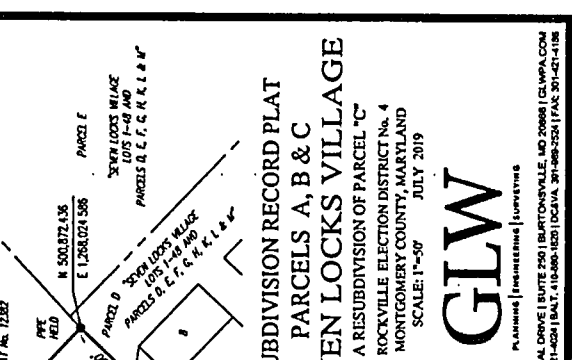 No. 12382
PIPE
HELD
N 500,872.436
E 1,268,024.586
PARCEL E
"SEVEN LOCKS VILLAGE
LOTS 1-48 AND
PARCELS D, E, F, G, H, K, L & M"
PARCEL D
"SEVEN LOCKS VILLAGE
LOTS 1-48 AND
PARCELS D, E, F, G, H, K, L & M"
B
UBDIVISION RECORD PLAT
PARCELS A, B & C
EN LOCKS VILLAGE
A RESUBDIVISION OF PARCEL "C"
ROCKVILLE ELECTION DISTRICT No. 4
MONTGOMERY COUNTY, MARYLAND
SCALE: 1"=50' JULY 2019
GLW
PLANNING | ENGINEERING | SURVEYING
DRIVE | SUITE 250 | BURTONSVILLE, MD 20866 | GLWPA.COM
-4024 | BALT. 410-880-1820 | DC&VA. 301-989-2524 | FAX: 301-421-4186